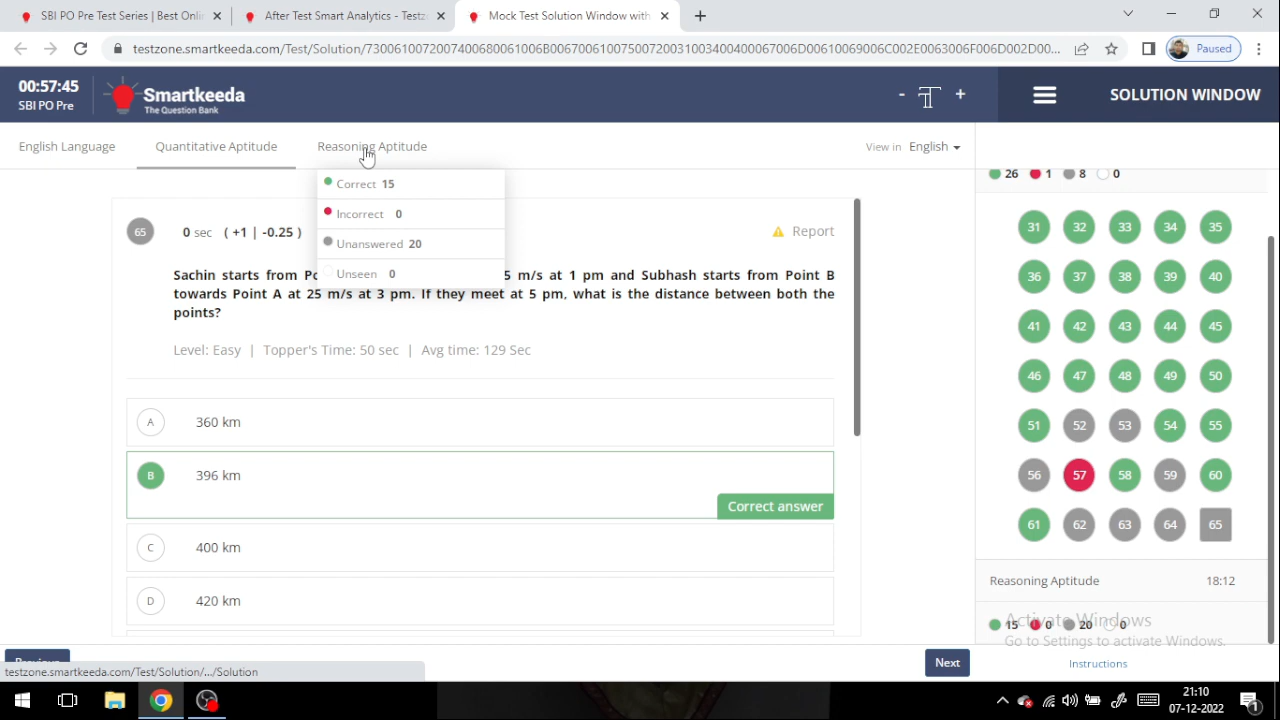 SBI PO Pre Test Series | Best Onli
After Test Smart Analytics - Testz
Mock Test Solution Window with
testzone.smartkeeda.com/Test/Solution/73006100720074006B0061006B0067006100750072003100340040067006D00610069006C002E0063006F006D002D00...
Paused
00:57:45
SBI PO Pre
Smartkeeda
The Question Bank
- T +
SOLUTION WINDOW
English Language
Quantitative Aptitude
Reasoning Aptitude
View in English
Correct 15
Incorrect 0
Unanswered 20
Unseen 0
26 1 8 0
65
0 sec ( +1 | -0.25 )
Report
Sachin starts from Po 5 m/s at 1 pm and Subhash starts from Point B
towards Point A at 25 m/s at 3 pm. If they meet at 5 pm, what is the distance between both the
points?
Level: Easy | Topper's Time: 50 sec | Avg time: 129 Sec
A 360 km
B 396 km
Correct answer
C 400 km
D 420 km
31 32 33 34 35
36 37 38 39 40
41 42 43 44 45
46 47 48 49 50
51 52 53 54 55
56 57 58 59 60
61 62 63 64 65
Reasoning Aptitude 18:12
15 0 20 0
Activate Windows
Go to Settings to activate Windows.
Previous
Next
Instructions
testzone.smartkeeda.com/Test/Solution/.../Solution
21:10
07-12-2022
1